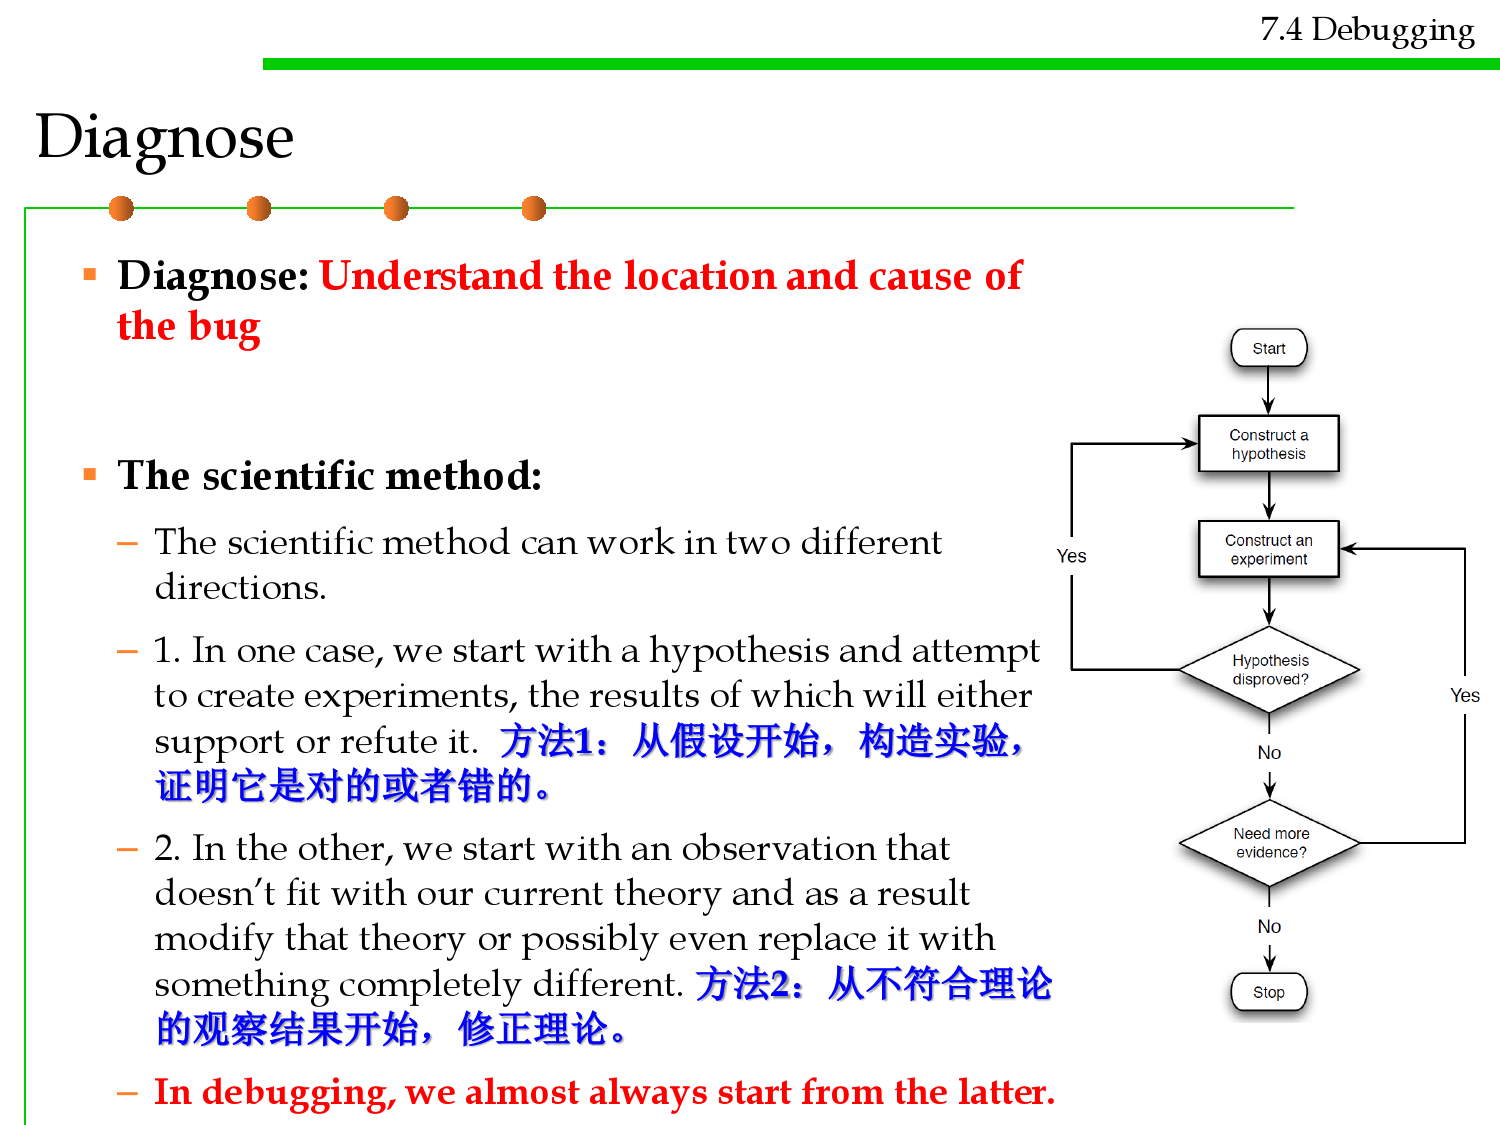 7.4 Debugging
Diagnose
Diagnose: Understand the location and cause of
the bug
The scientific method:
– The scientific method can work in two different
directions.
– 1. In one case, we start with a hypothesis and attempt
to create experiments, the results of which will either
support or refute it. 方法1：从假设开始，构造实验，
证明它是对的或者错的。
– 2. In the other, we start with an observation that
doesn’t fit with our current theory and as a result
modify that theory or possibly even replace it with
something completely different. 方法2：从不符合理论
的观察结果开始，修正理论。
– In debugging, we almost always start from the latter.
Start
Construct a
hypothesis
Construct an
experiment
Yes
Hypothesis
disproved?
Yes
No
Need more
evidence?
No
Stop